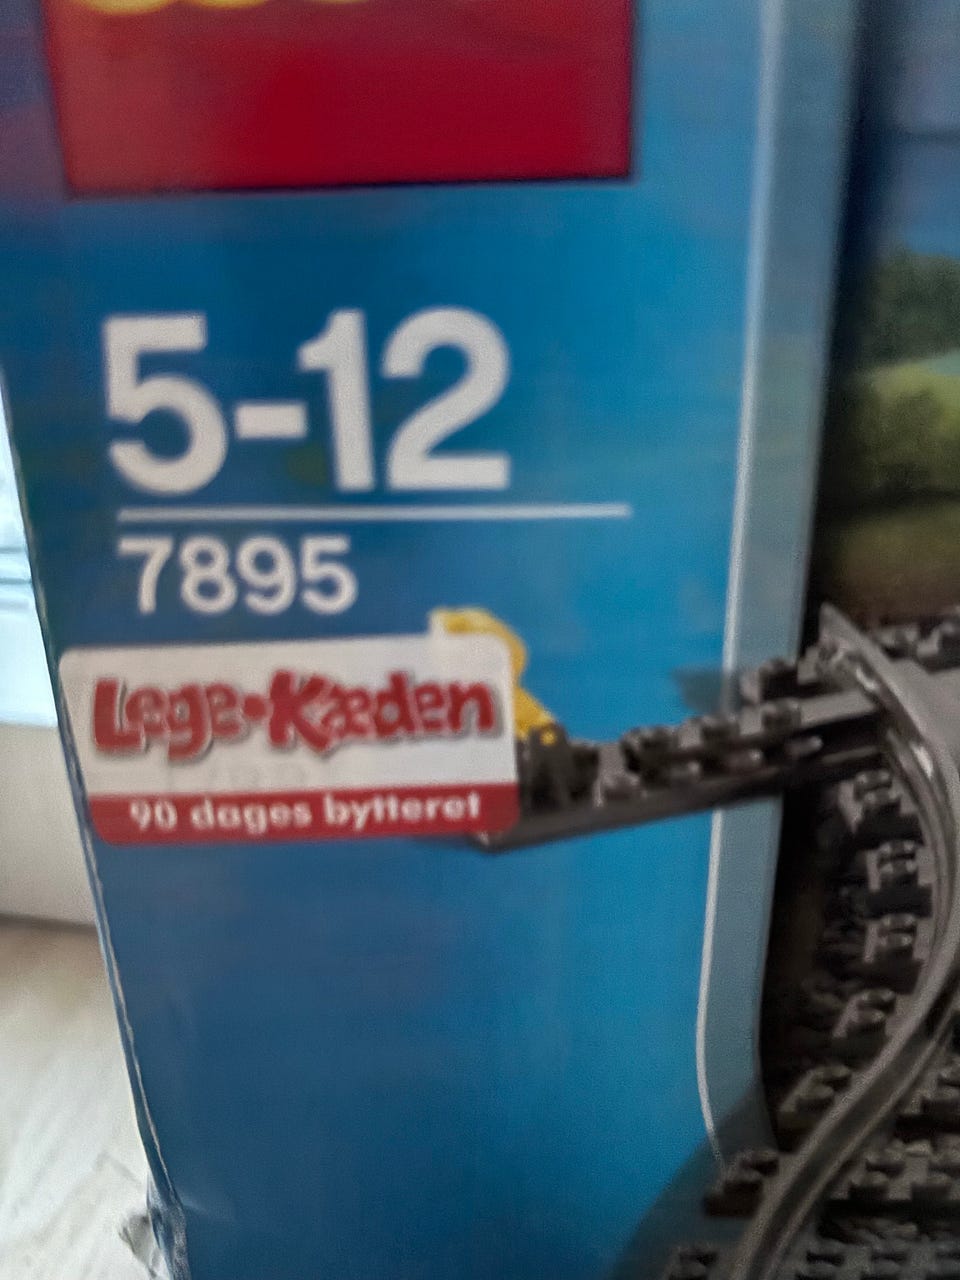 5-12
7895
Lege•Kæden
90 dages bytteret